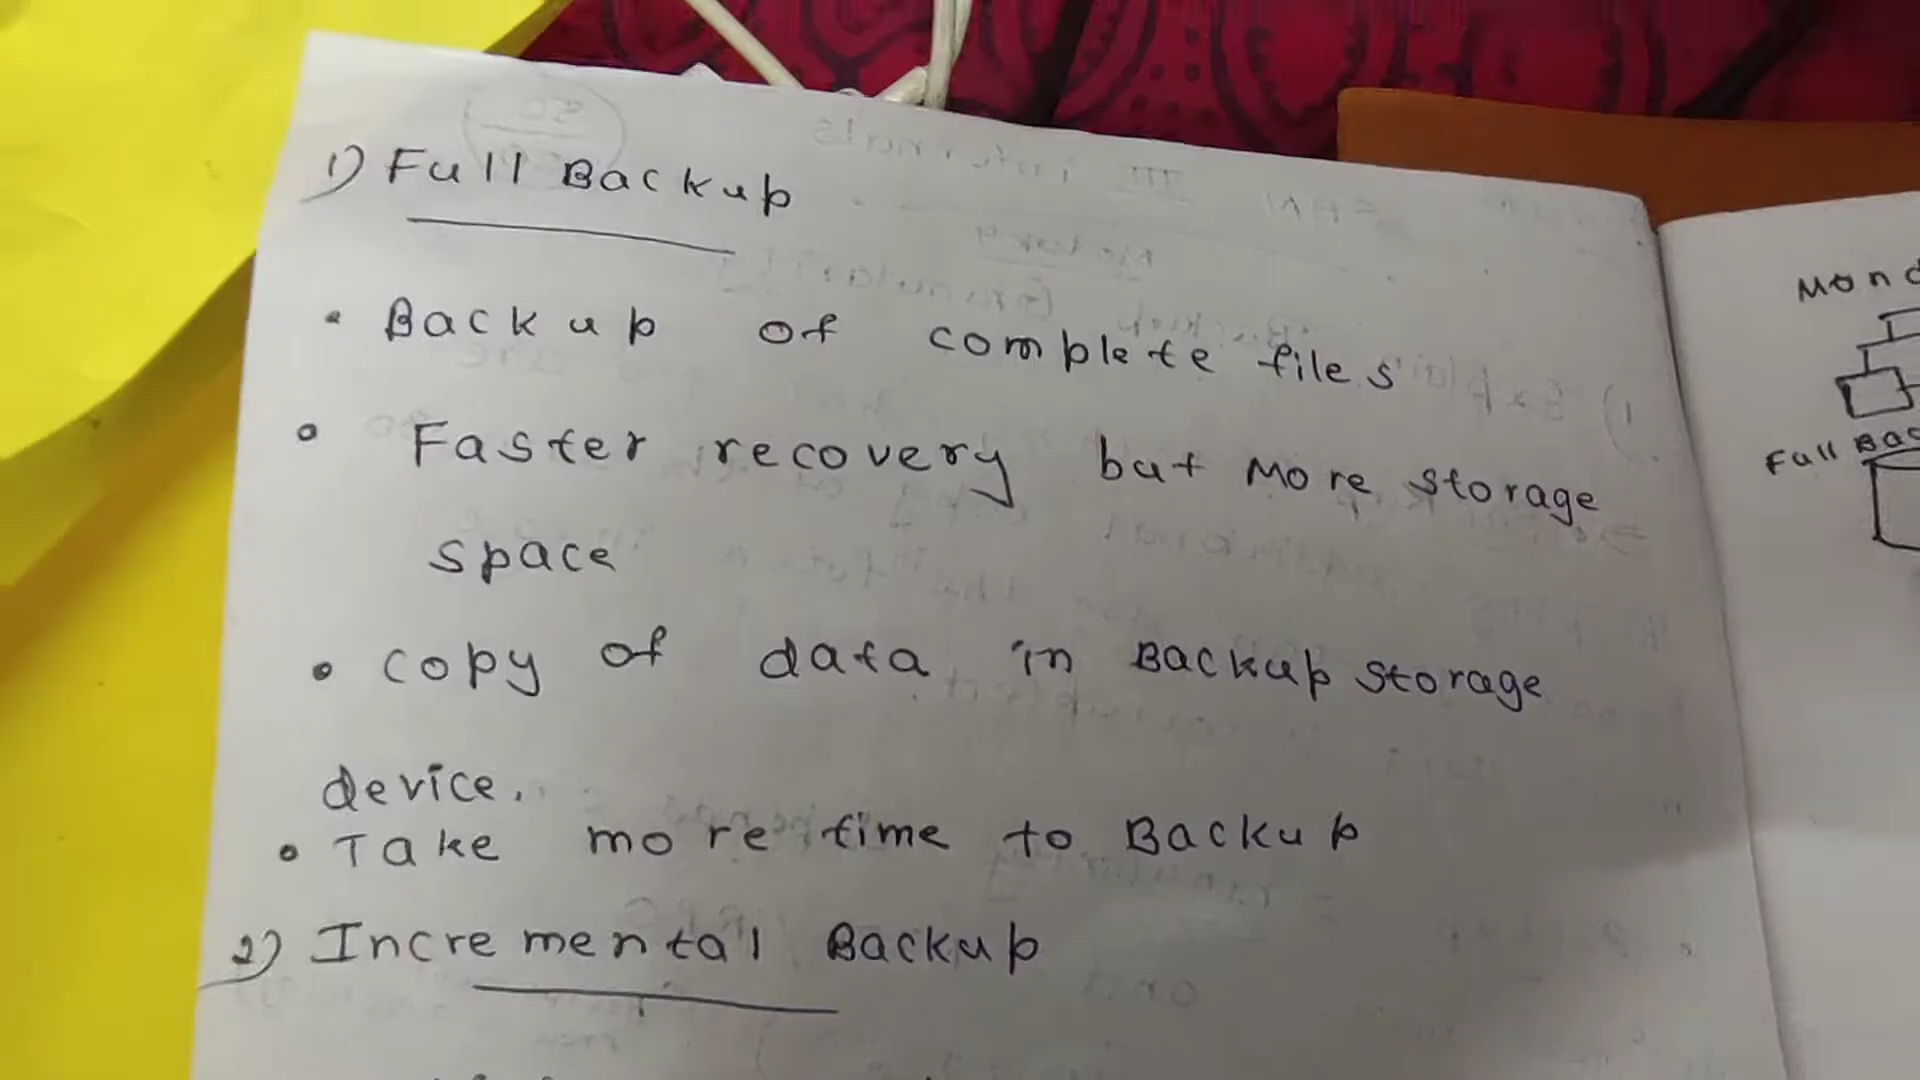 1) Full Backup
• Backup of complete files
• Faster recovery but More storage
space
• copy of data in Backup storage
device.
• Take more time to Backup
2) Incremental Backup
Full